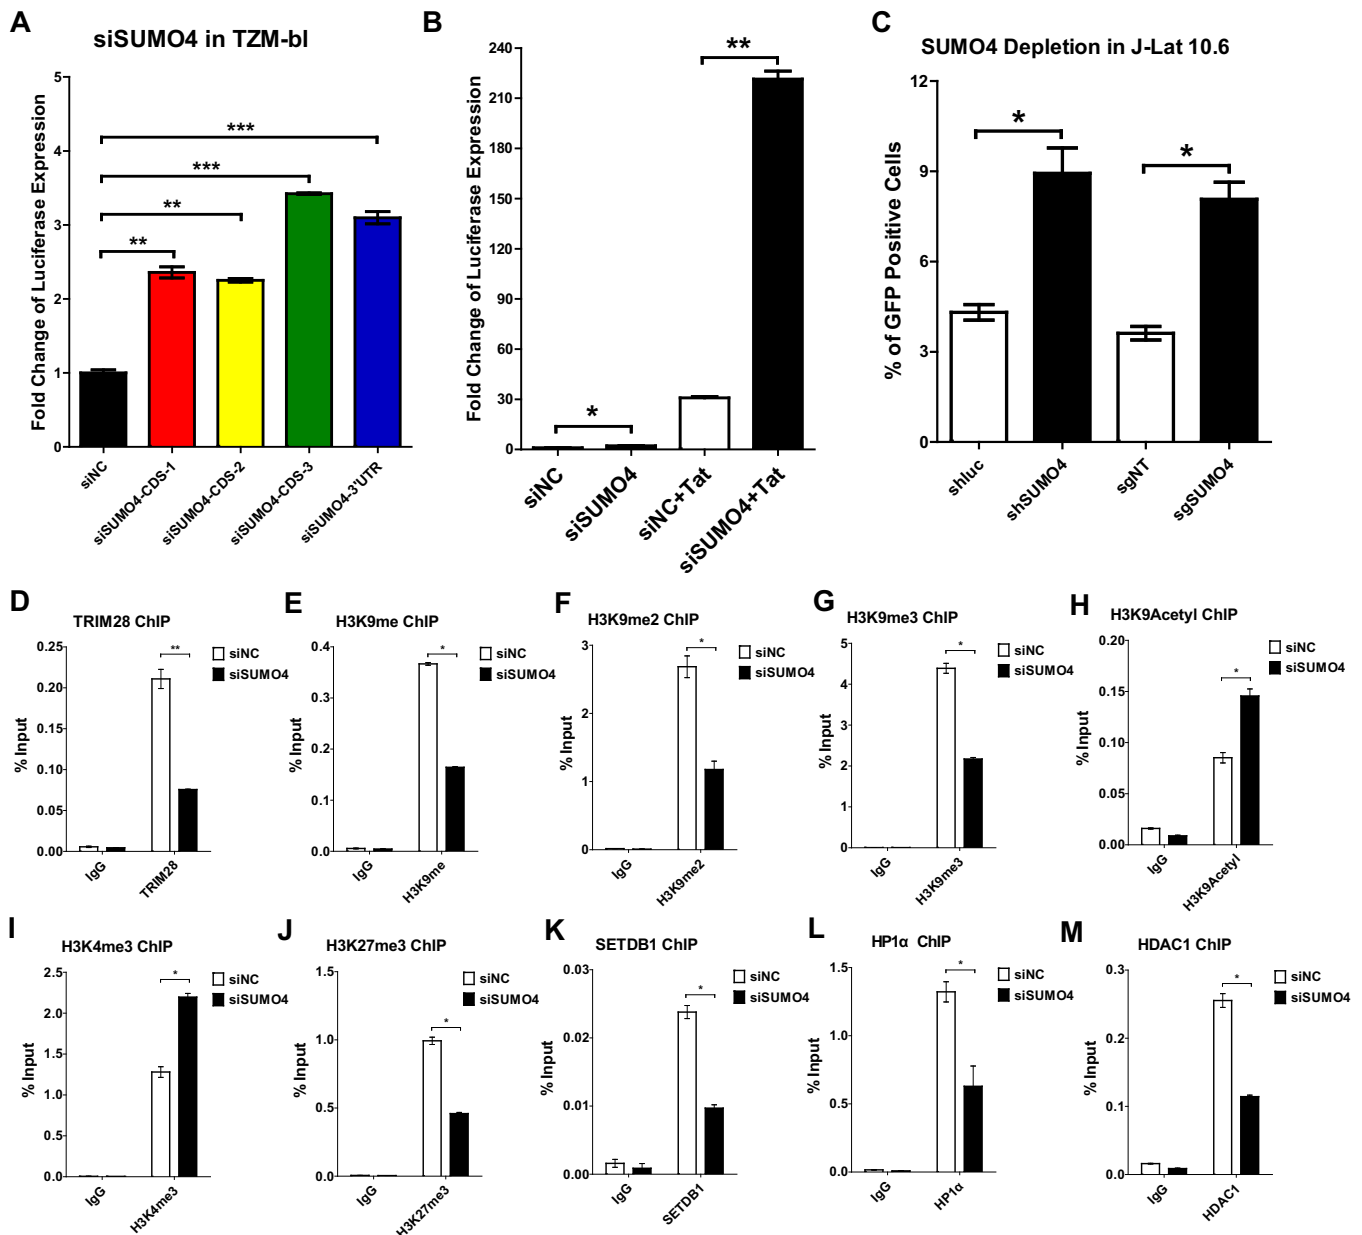 A
siSUMO4 in TZM-bl
Fold Change of Luciferase Expression
5
4
3
2
1
0
***
***
**
**
siNC
siSUMO4-CDS-1
siSUMO4-CDS-2
siSUMO4-CDS-3
siSUMO4-3'UTR
B
Fold Change of Luciferase Expression
240
210
180
150
120
90
60
30
0
*
**
siNC
siSUMO4
siNC+Tat
siSUMO4+Tat
C
SUMO4 Depletion in J-Lat 10.6
% of GFP Positive Cells
12
9
6
3
0
*
*
shluc
shSUMO4
sgNT
sgSUMO4
D
TRIM28 ChIP
% Input
0.25
0.20
0.15
0.10
0.05
0.00
**
siNC
siSUMO4
IgG
TRIM28
E
H3K9me ChIP
% Input
0.4
0.3
0.2
0.1
0.0
*
siNC
siSUMO4
IgG
H3K9me
F
H3K9me2 ChIP
% Input
3
2
1
0
*
siNC
siSUMO4
IgG
H3K9me2
G
H3K9me3 ChIP
% Input
5
4
3
2
1
0
*
siNC
siSUMO4
IgG
H3K9me3
H
H3K9Acetyl ChIP
% Input
0.20
0.15
0.10
0.05
0.00
*
siNC
siSUMO4
IgG
H3K9Acetyl
I
H3K4me3 ChIP
% Input
2.5
2.0
1.5
1.0
0.5
0.0
*
siNC
siSUMO4
IgG
H3K4me3
J
H3K27me3 ChIP
% Input
1.5
1.0
0.5
0.0
*
siNC
siSUMO4
IgG
H3K27me3
K
SETDB1 ChIP
% Input
0.03
0.02
0.01
0.00
*
siNC
siSUMO4
IgG
SETDB1
L
HP1α ChIP
% Input
1.5
1.0
0.5
0.0
*
siNC
siSUMO4
IgG
HP1α
M
HDAC1 ChIP
% Input
0.3
0.2
0.1
0.0
*
siNC
siSUMO4
IgG
HDAC1